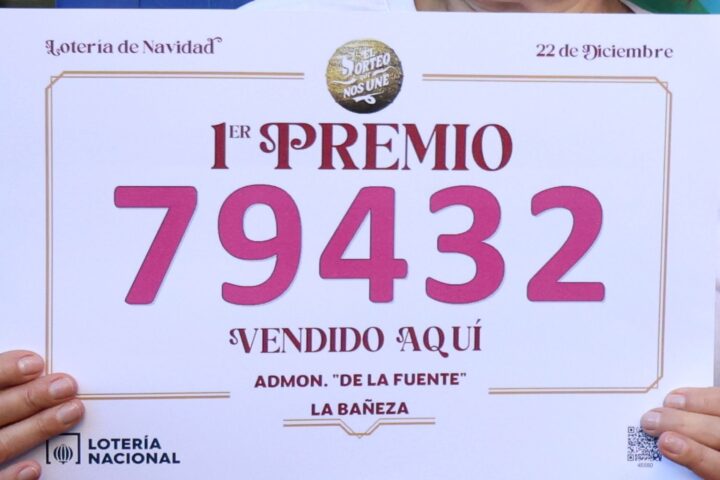 Lotería de Navidad
22 de Diciembre
EL
SORTEO
QUE
NOS UNE
1ER PREMIO
79432
VENDIDO AQUÍ
ADMON. "DE LA FUENTE"
LA BAÑEZA
LOTERÍA
NACIONAL